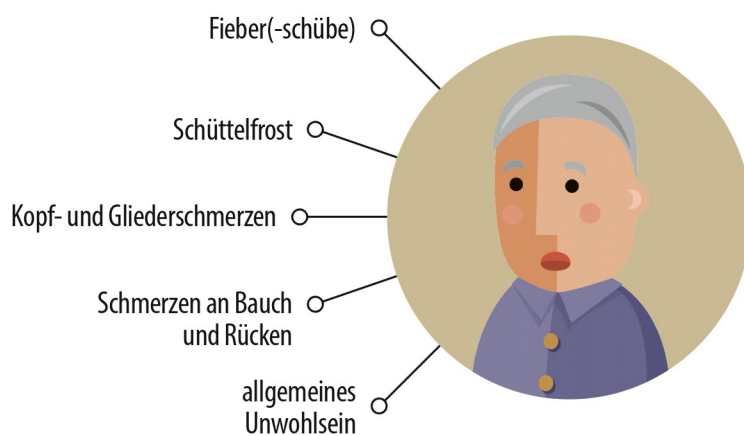 Fieber(-schübe)
Schüttelfrost
Kopf- und Gliederschmerzen
Schmerzen an Bauch
und Rücken
allgemeines
Unwohlsein